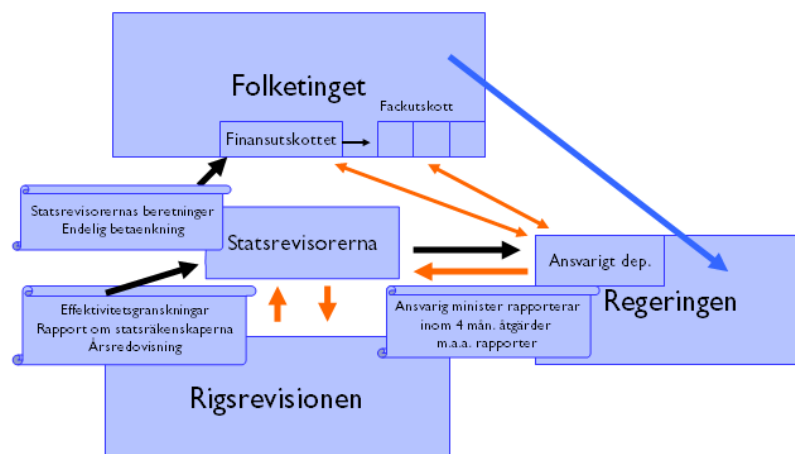 Folketinget
Fackutskott
Finansutskottet
Statsrevisorernas beretninger
Endelig betaenkning
Statsrevisorerna
Ansvarigt dep.
Regeringen
Effektivitetsgranskningar
Rapport om statsräkenskaperna
Årsredovisning
Ansvarig minister rapporterar
inom 4 mån. åtgärder
m.a.a. rapporter
Rigsrevisionen